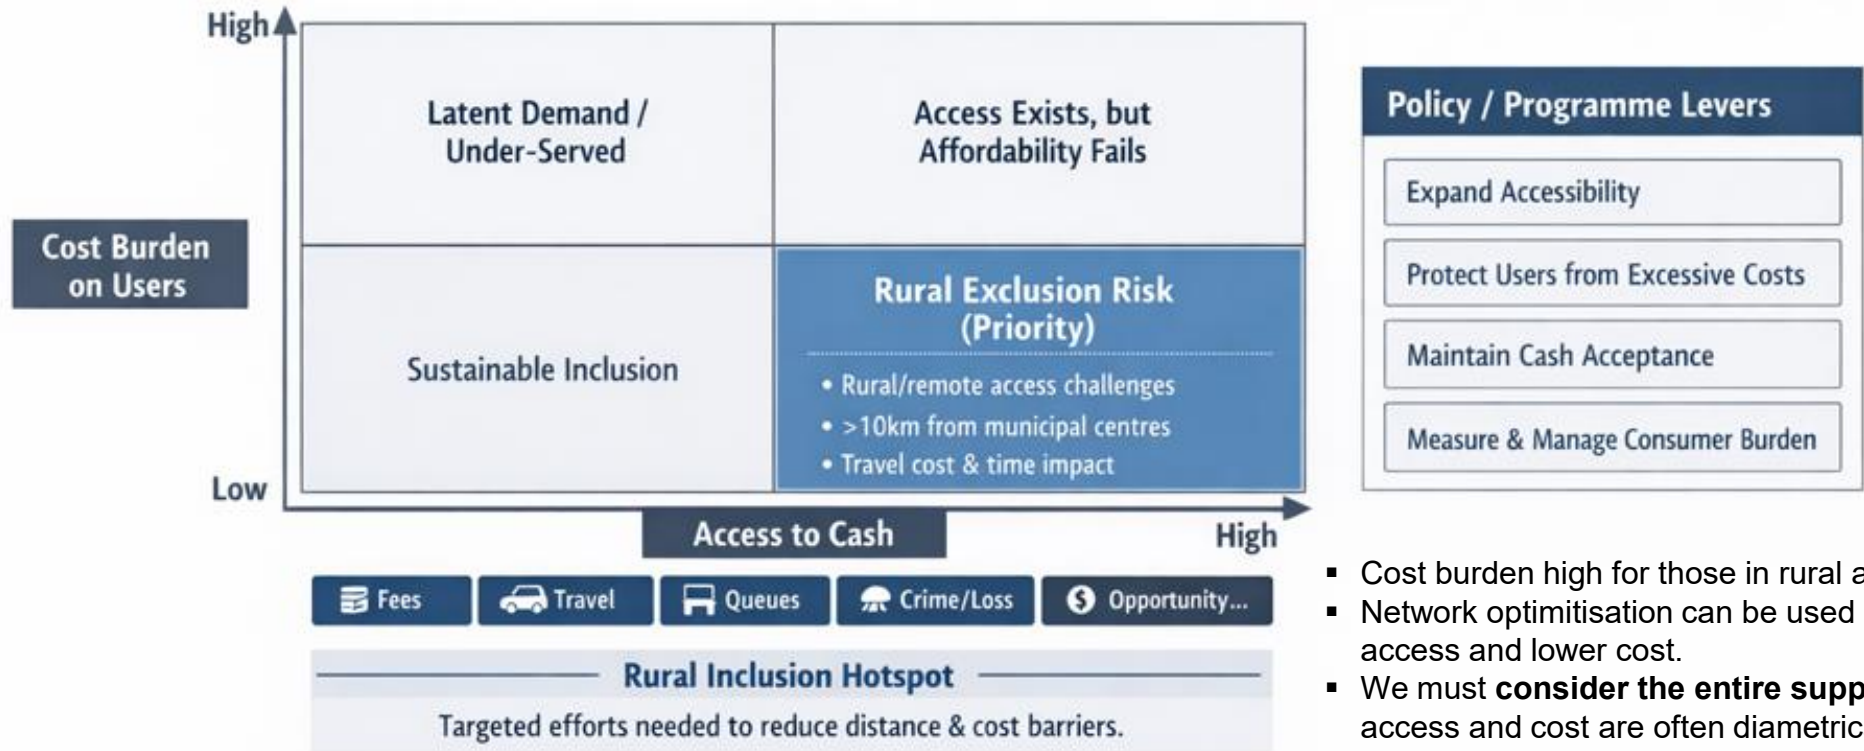 High
Latent Demand /
Under-Served
Access Exists, but
Affordability Fails
Cost Burden
on Users
Sustainable Inclusion
Rural Exclusion Risk
(Priority)
• Rural/remote access challenges
• >10km from municipal centres
• Travel cost & time impact
Low
Access to Cash
High
Fees
Travel
Queues
Crime/Loss
Opportunity...
Rural Inclusion Hotspot
Targeted efforts needed to reduce distance & cost barriers.
Policy / Programme Levers
Expand Accessibility
Protect Users from Excessive Costs
Maintain Cash Acceptance
Measure & Manage Consumer Burden
▪ Cost burden high for those in rural
▪ Network optimitisation can be used
access and lower cost.
▪ We must consider the entire
access and cost are often